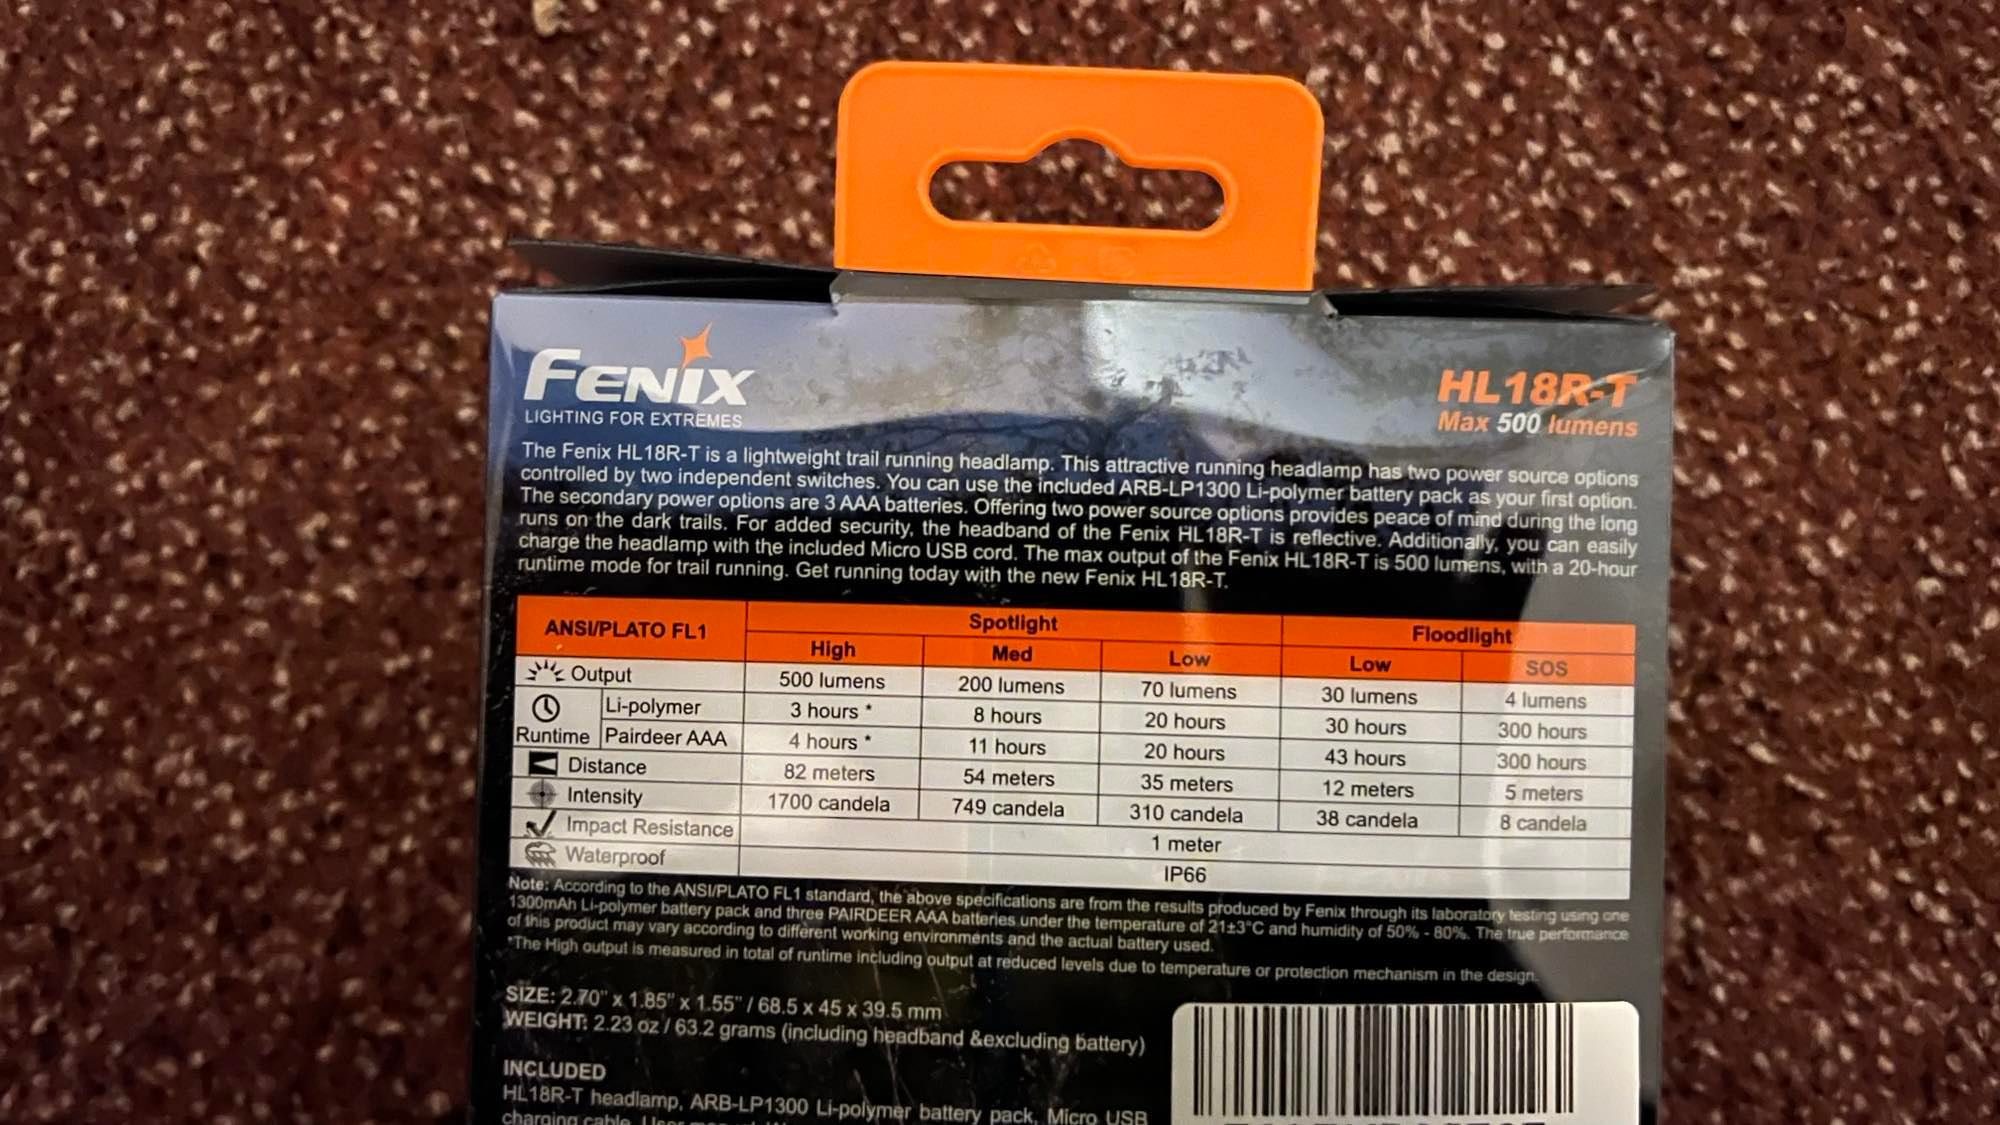 FENIX
LIGHTING FOR EXTREMES
HL18R-T
Max 500 lumens
The Fenix HL18R-T is a lightweight trail running headlamp. This attractive running headlamp has two power source options
controlled by two independent switches. You can use the included ARB-LP1300 Li-polymer battery pack as your first option.
The secondary power options are 3 AAA batteries. Offering two power source options provides peace of mind during the long
runs on the dark trails. For added security, the headband of the Fenix HL18R-T is reflective. Additionally, you can easily
charge the headlamp with the included Micro USB cord. The max output of the Fenix HL18R-T is 500 lumens, with a 20-hour
runtime mode for trail running. Get running today with the new Fenix HL18R-T.
ANSI/PLATO FL1 Spotlight Floodlight
High Med Low Low SOS
Output 500 lumens 200 lumens 70 lumens 30 lumens 4 lumens
Runtime Li-polymer 3 hours * 8 hours 20 hours 30 hours 300 hours
Pairdeer AAA 4 hours * 11 hours 20 hours 43 hours 300 hours
Distance 82 meters 54 meters 35 meters 12 meters 5 meters
Intensity 1700 candela 749 candela 310 candela 38 candela 8 candela
Impact Resistance 1 meter
Waterproof IP66
Note: According to the ANSI/PLATO FL1 standard, the above specifications are from the results produced by Fenix through its laboratory testing using one
1300mAh Li-polymer battery pack and three PAIRDEER AAA batteries under the temperature of 21±3°C and humidity of 50% - 80%. The true performance
of this product may vary according to different working environments and the actual battery used.
*The High output is measured in total of runtime including output at reduced levels due to temperature or protection mechanism in the design.
SIZE: 2.70" x 1.85" x 1.55" / 68.5 x 45 x 39.5 mm
WEIGHT: 2.23 oz / 63.2 grams (including headband &excluding battery)
INCLUDED
HL18R-T headlamp, ARB-LP1300 Li-polymer battery pack, Micro USB
charging cable, User